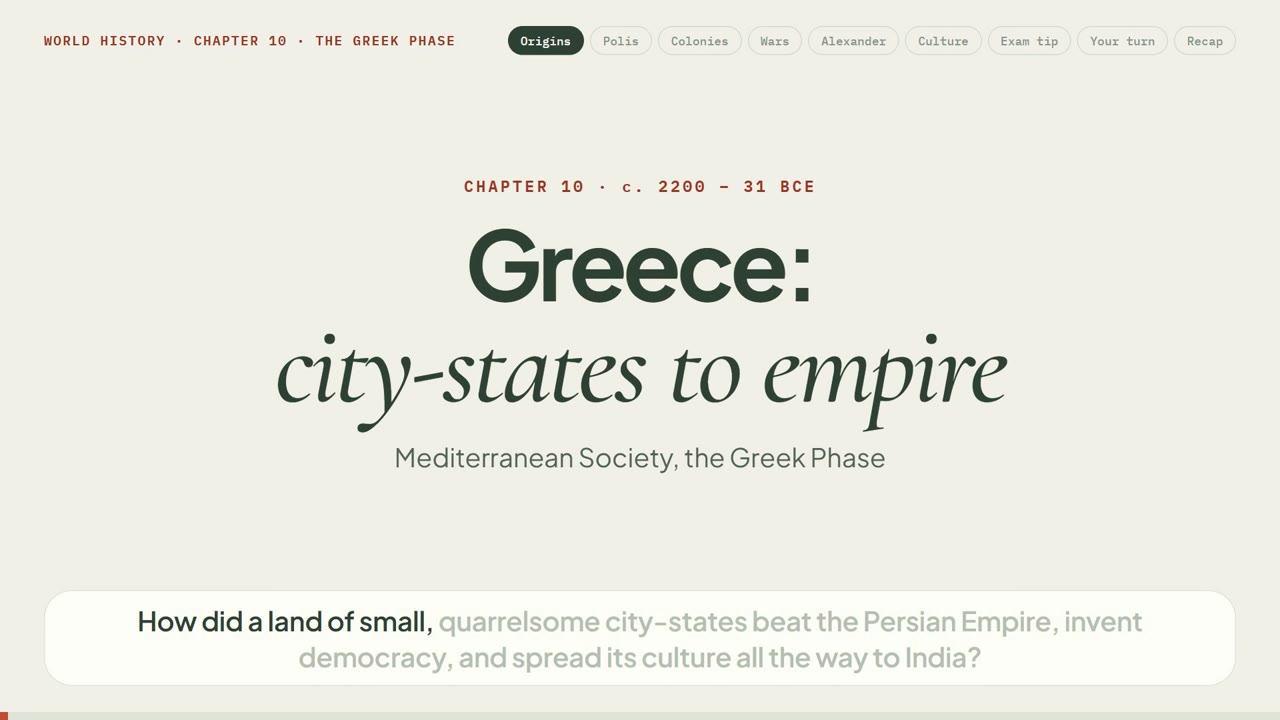 WORLD HISTORY · CHAPTER 10 · THE GREEK PHASE
Origins Polis Colonies Wars Alexander Culture Exam tip Your turn Recap
CHAPTER 10 · c. 2200 – 31 BCE
Greece:
city-states to empire
Mediterranean Society, the Greek Phase
How did a land of small, quarrelsome city-states beat the Persian Empire, invent
democracy, and spread its culture all the way to India?